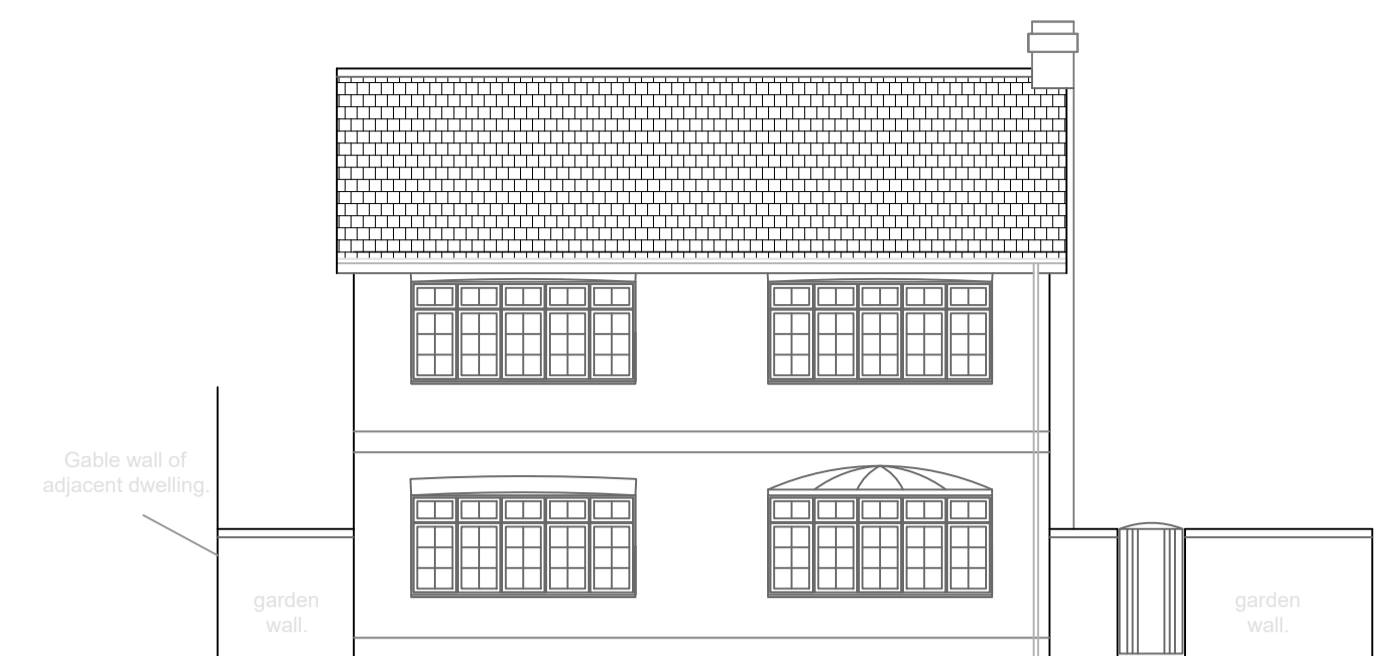 Gable wall of
adjacent dwelling.
garden
wall.
garden
wall.